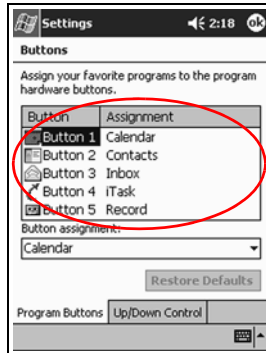 Settings 2:18 ok
Buttons
Assign your favorite programs to the program
hardware buttons.
Button Assignment
Button 1 Calendar
Button 2 Contacts
Button 3 Inbox
Button 4 iTask
Button 5 Record
Button assignment:
Calendar
Restore Defaults
Program Buttons Up/Down Control